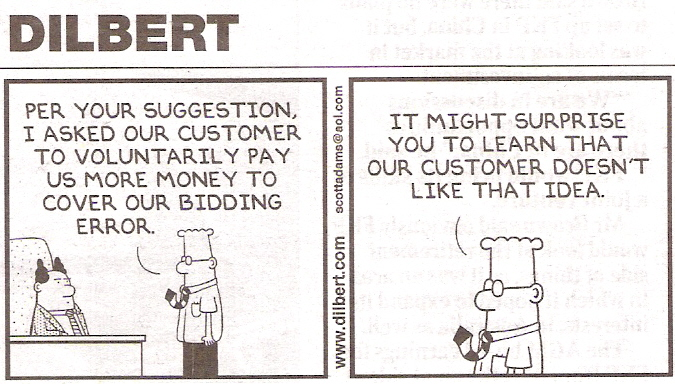 DILBERT
PER YOUR SUGGESTION,
I ASKED OUR CUSTOMER
TO VOLUNTARILY PAY
US MORE MONEY TO
COVER OUR BIDDING
ERROR.
www.dilbert.com scottadams@aol.com
IT MIGHT SURPRISE
YOU TO LEARN THAT
OUR CUSTOMER DOESN'T
LIKE THAT IDEA.